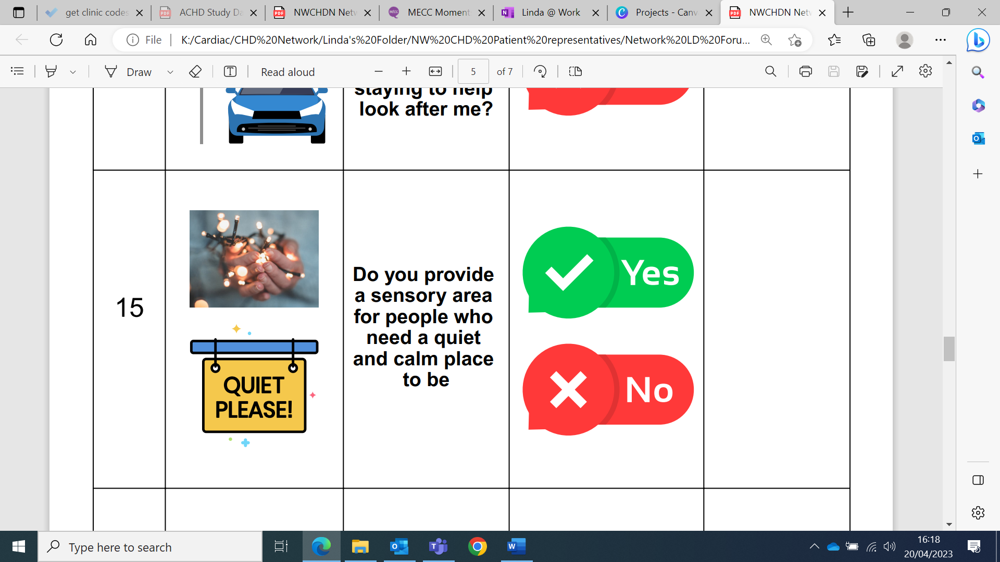 get clinic codes
ACHD Study Da
NWCHDN Netw
MECC Moment
Linda @ Work
Projects - Canv
NWCHDN Netw
File
K:/Cardiac/CHD%20Network/Linda's%20Folder/NW%20CHD%20Patient%20representatives/Network%20LD%20Foru...
Draw
Read aloud
5
of 7
staying to help
look after me?
15
QUIET
PLEASE!
Do you provide
a sensory area
for people who
need a quiet
and calm place
to be
Yes
No
Type here to search
16:18
20/04/2023